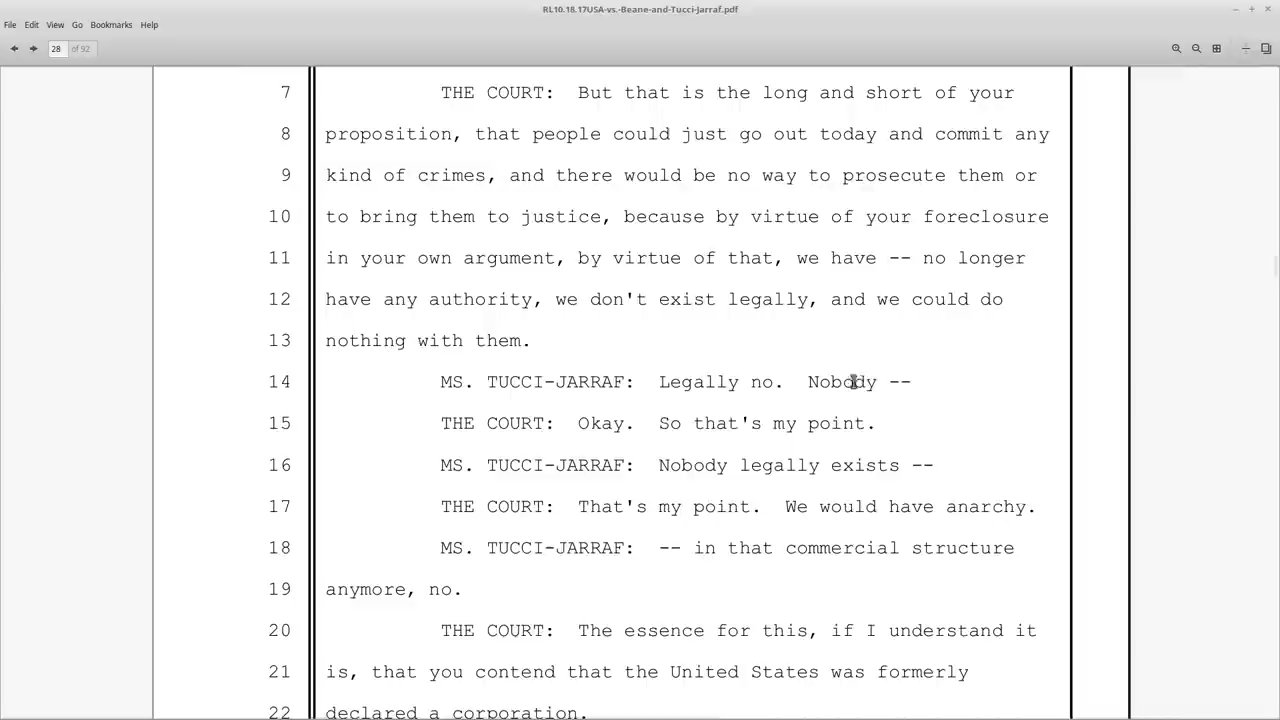 RL10.18.17USA-vs.-Beane-and-Tucci-Jarraf.pdf
File Edit View Go Bookmarks Help
28 of 92
7 THE COURT: But that is the long and short of your
8 proposition, that people could just go out today and commit any
9 kind of crimes, and there would be no way to prosecute them or
10 to bring them to justice, because by virtue of your foreclosure
11 in your own argument, by virtue of that, we have -- no longer
12 have any authority, we don't exist legally, and we could do
13 nothing with them.
14 MS. TUCCI-JARRAF: Legally no. Nobody --
15 THE COURT: Okay. So that's my point.
16 MS. TUCCI-JARRAF: Nobody legally exists --
17 THE COURT: That's my point. We would have anarchy.
18 MS. TUCCI-JARRAF: -- in that commercial structure
19 anymore, no.
20 THE COURT: The essence for this, if I understand it
21 is, that you contend that the United States was formerly
22 declared a corporation.